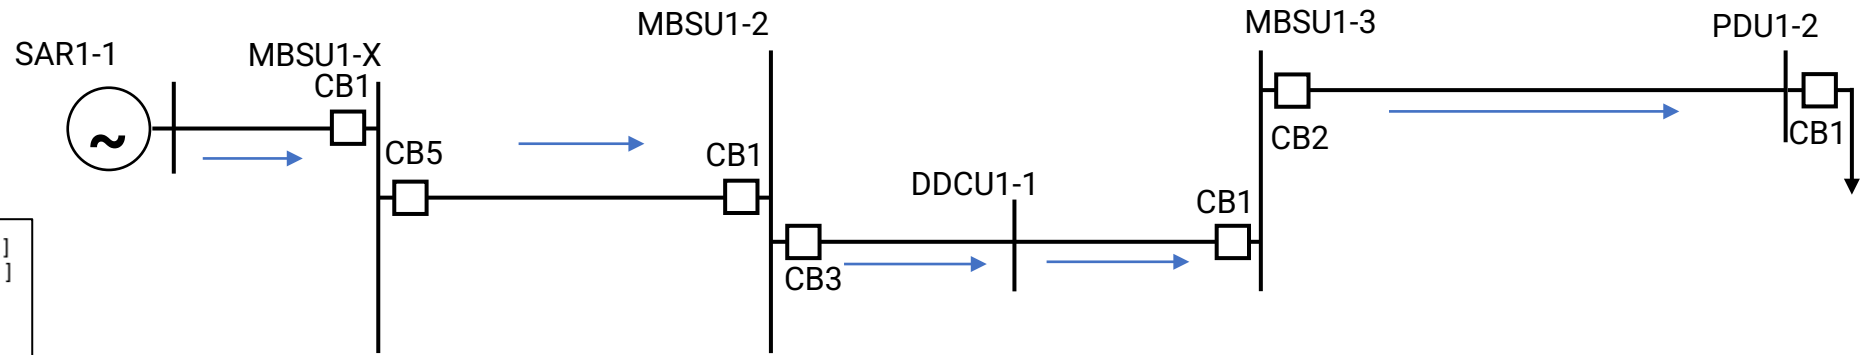 SAR1-1
MBSU1-X
CB1
CB5
MBSU1-2
CB1
CB3
DDCU1-1
CB1
MBSU1-3
CB2
PDU1-2
CB1
~
]
]